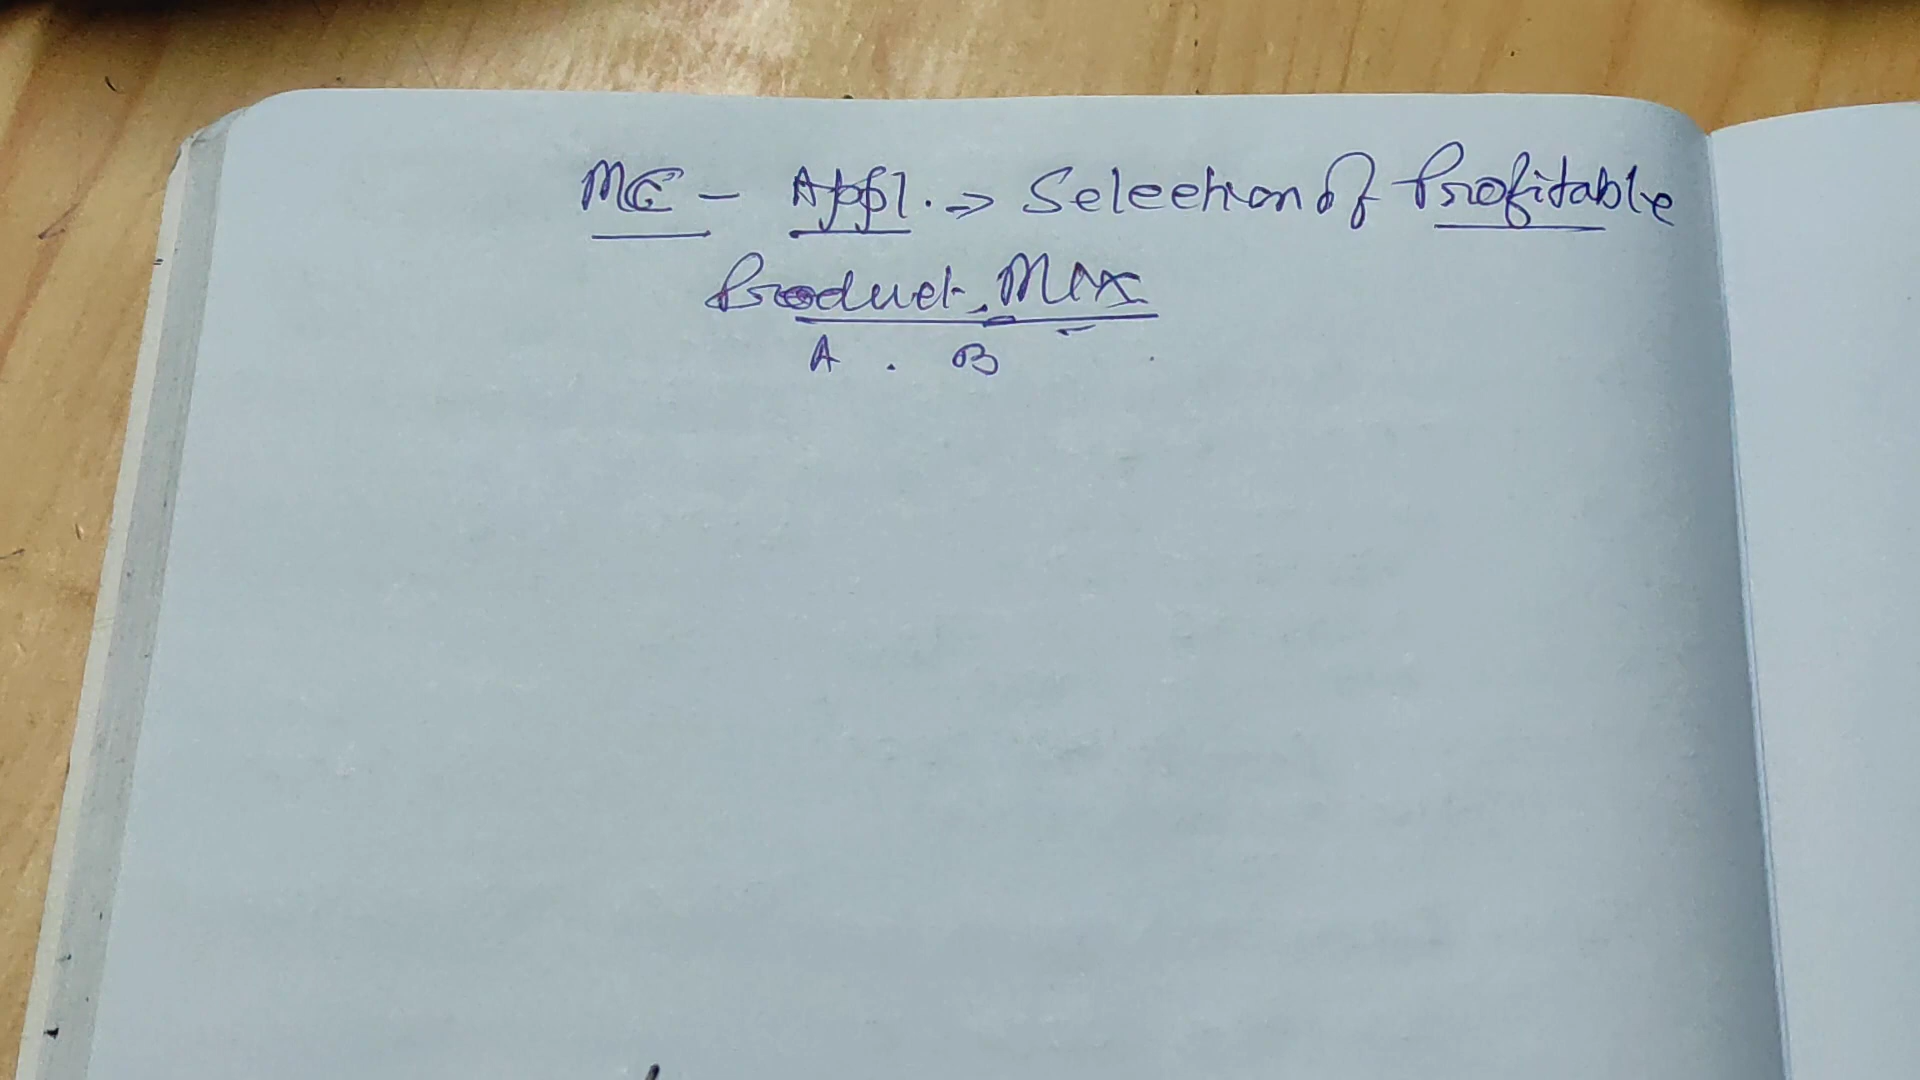 MC - Appl. => Selection of Profitable
Product Mix
A . B